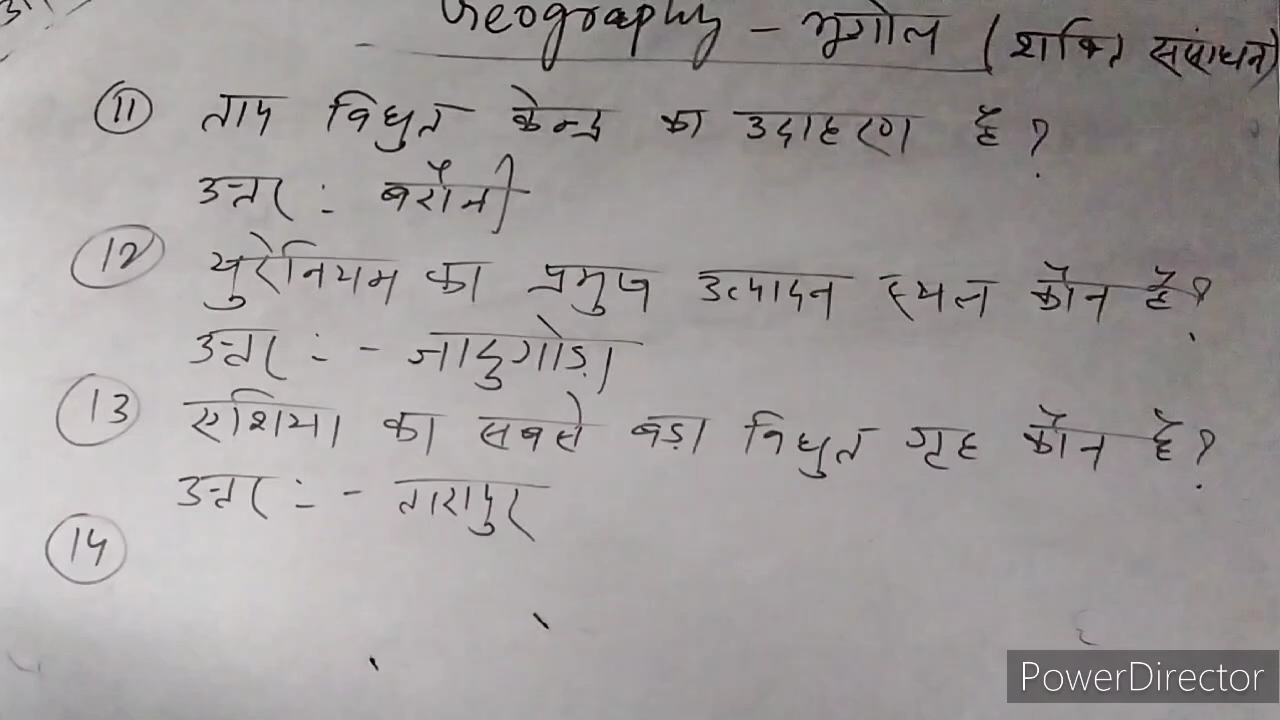 Geography – भूगोल (शक्ति संसाधन)
(11) ताप विधुत केन्द्र का उदाहरण है ?
उत्तर : बरौनी
(12) युरेनियम का प्रमुख उत्पादन स्थल कौन है ?
उत्तर :- जादुगोड़ा
(13) एशिया का सबसे बड़ा विधुत गृह कौन है ?
उत्तर :- तारापुर
(14)
PowerDirector